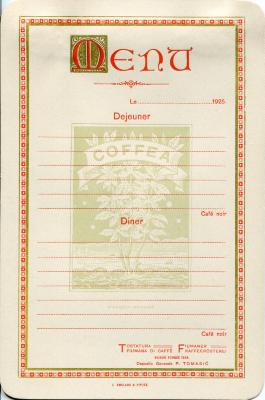 MENU
Le 1925
Dejeuner
COFFEA
Café noir
Diner
Café noir
TOSTATURA FIUMANA DI CAFFÈ
FIUMANER KAFFEERÖSTEREI
Deposito Generale P. TOMASIĆ